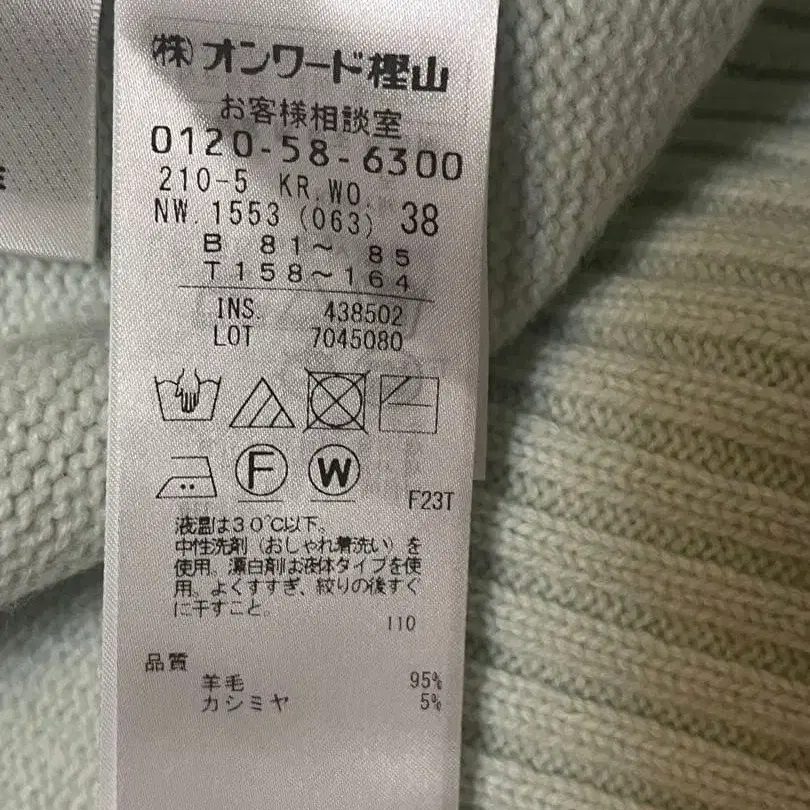 (株)オンワード樫山
お客様相談室
0120-58-6300
210-5 KR.WO.
NW.1553 (063) 38
B 81～ 85
T158～164
INS. 438502
LOT 7045080
F
W
F23T
液温は30℃以下、
中性洗剤（おしゃれ着洗い）を
使用。漂白剤は液体タイプを使
用。よくすすぎ、絞りの後すぐ
に干すこと。
110
品質
羊毛 95%
カシミヤ 5%